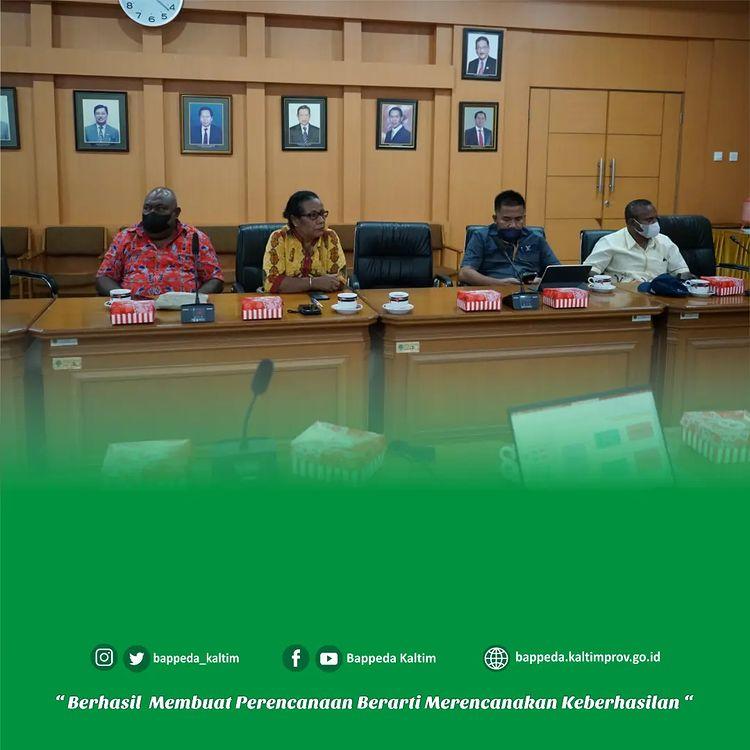 bappeda_kaltim
Bappeda Kaltim
bappeda.kaltimprov.go.id
“ Berhasil Membuat Perencanaan Berarti Merencanakan Keberhasilan “